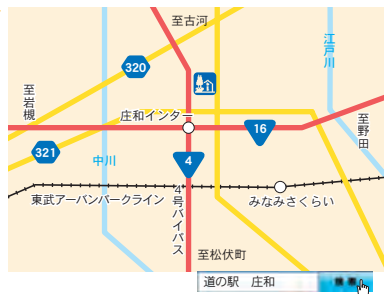 至古河
江戸川
320
至岩槻
庄和インター
16
至野田
321
中川
4
東武アーバンパークライン
4号バイパス
みなみさくらい
至松伏町
道の駅 庄和